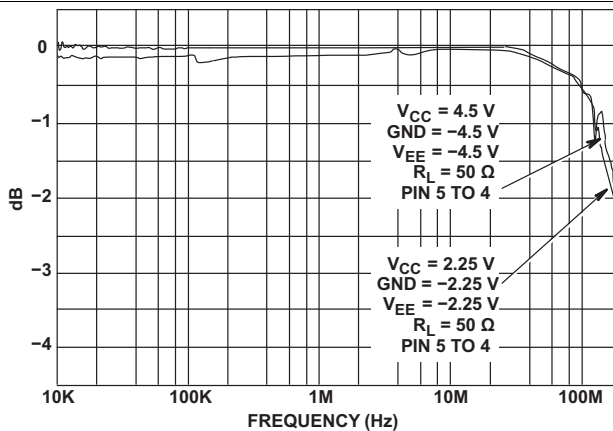 0
−1
−2
−3
−4
dB
V_CC = 4.5 V
GND = −4.5 V
V_EE = −4.5 V
R_L = 50 Ω
PIN 5 TO 4
V_CC = 2.25 V
GND = −2.25 V
V_EE = −2.25 V
R_L = 50 Ω
PIN 5 TO 4
10K 100K 1M 10M 100M
FREQUENCY (Hz)